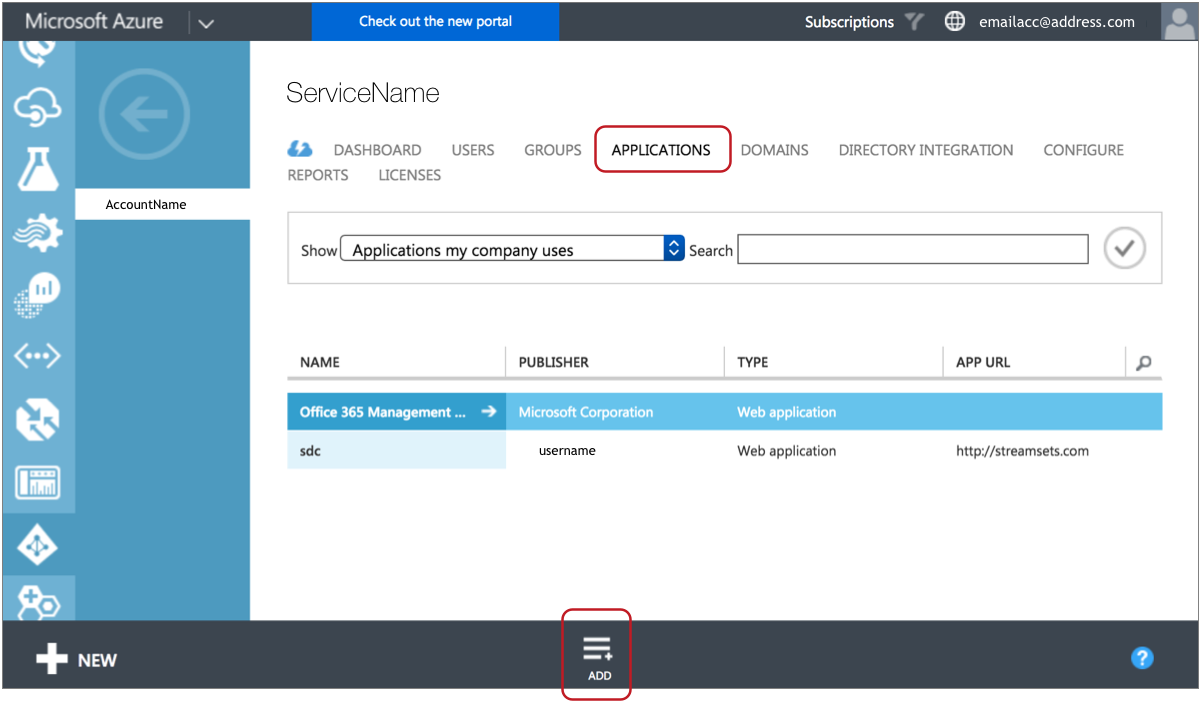 Microsoft Azure
Check out the new portal
Subscriptions
emailacc@address.com
AccountName
ServiceName
DASHBOARD USERS GROUPS APPLICATIONS DOMAINS DIRECTORY INTEGRATION CONFIGURE
REPORTS LICENSES
Show Applications my company uses Search
NAME PUBLISHER TYPE APP URL
Office 365 Management ... Microsoft Corporation Web application
sdc username Web application http://streamsets.com
NEW
ADD
?